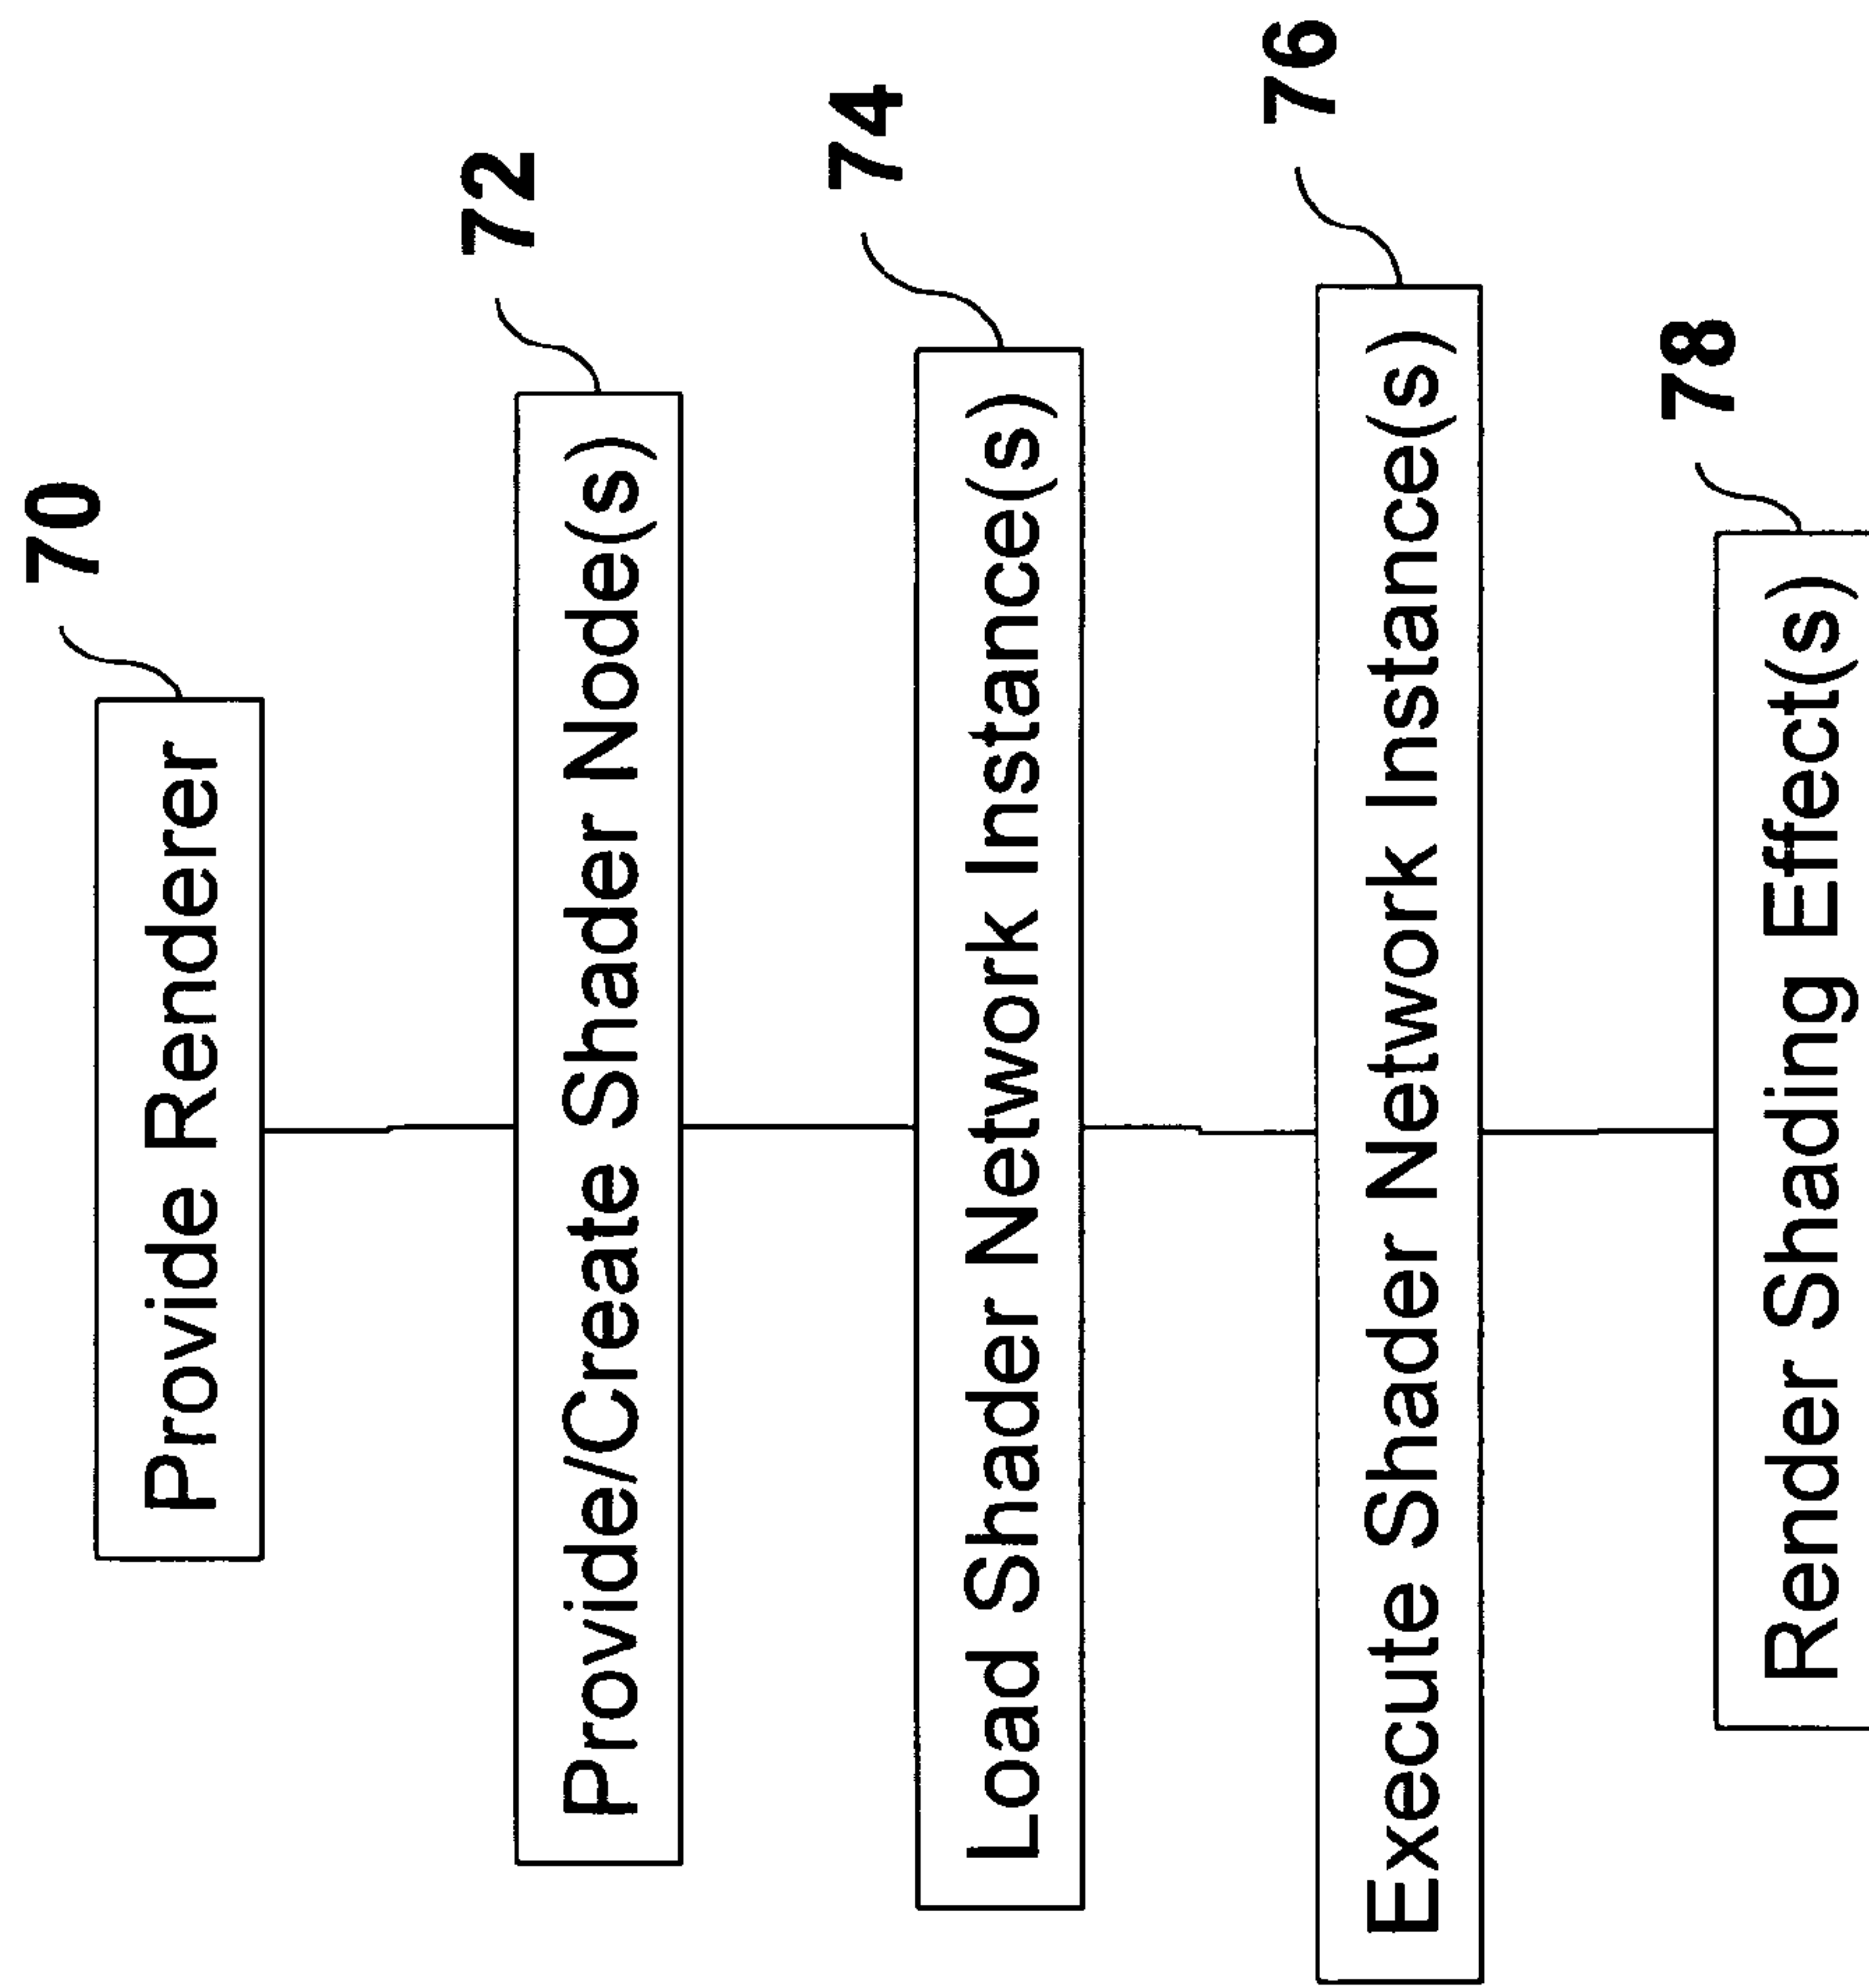 70
Provide Renderer
72
Provide/Create Shader Node(s)
74
Load Shader Network Instance(s)
76
Execute Shader Network Instance(s)
78
Render Shading Effect(s)